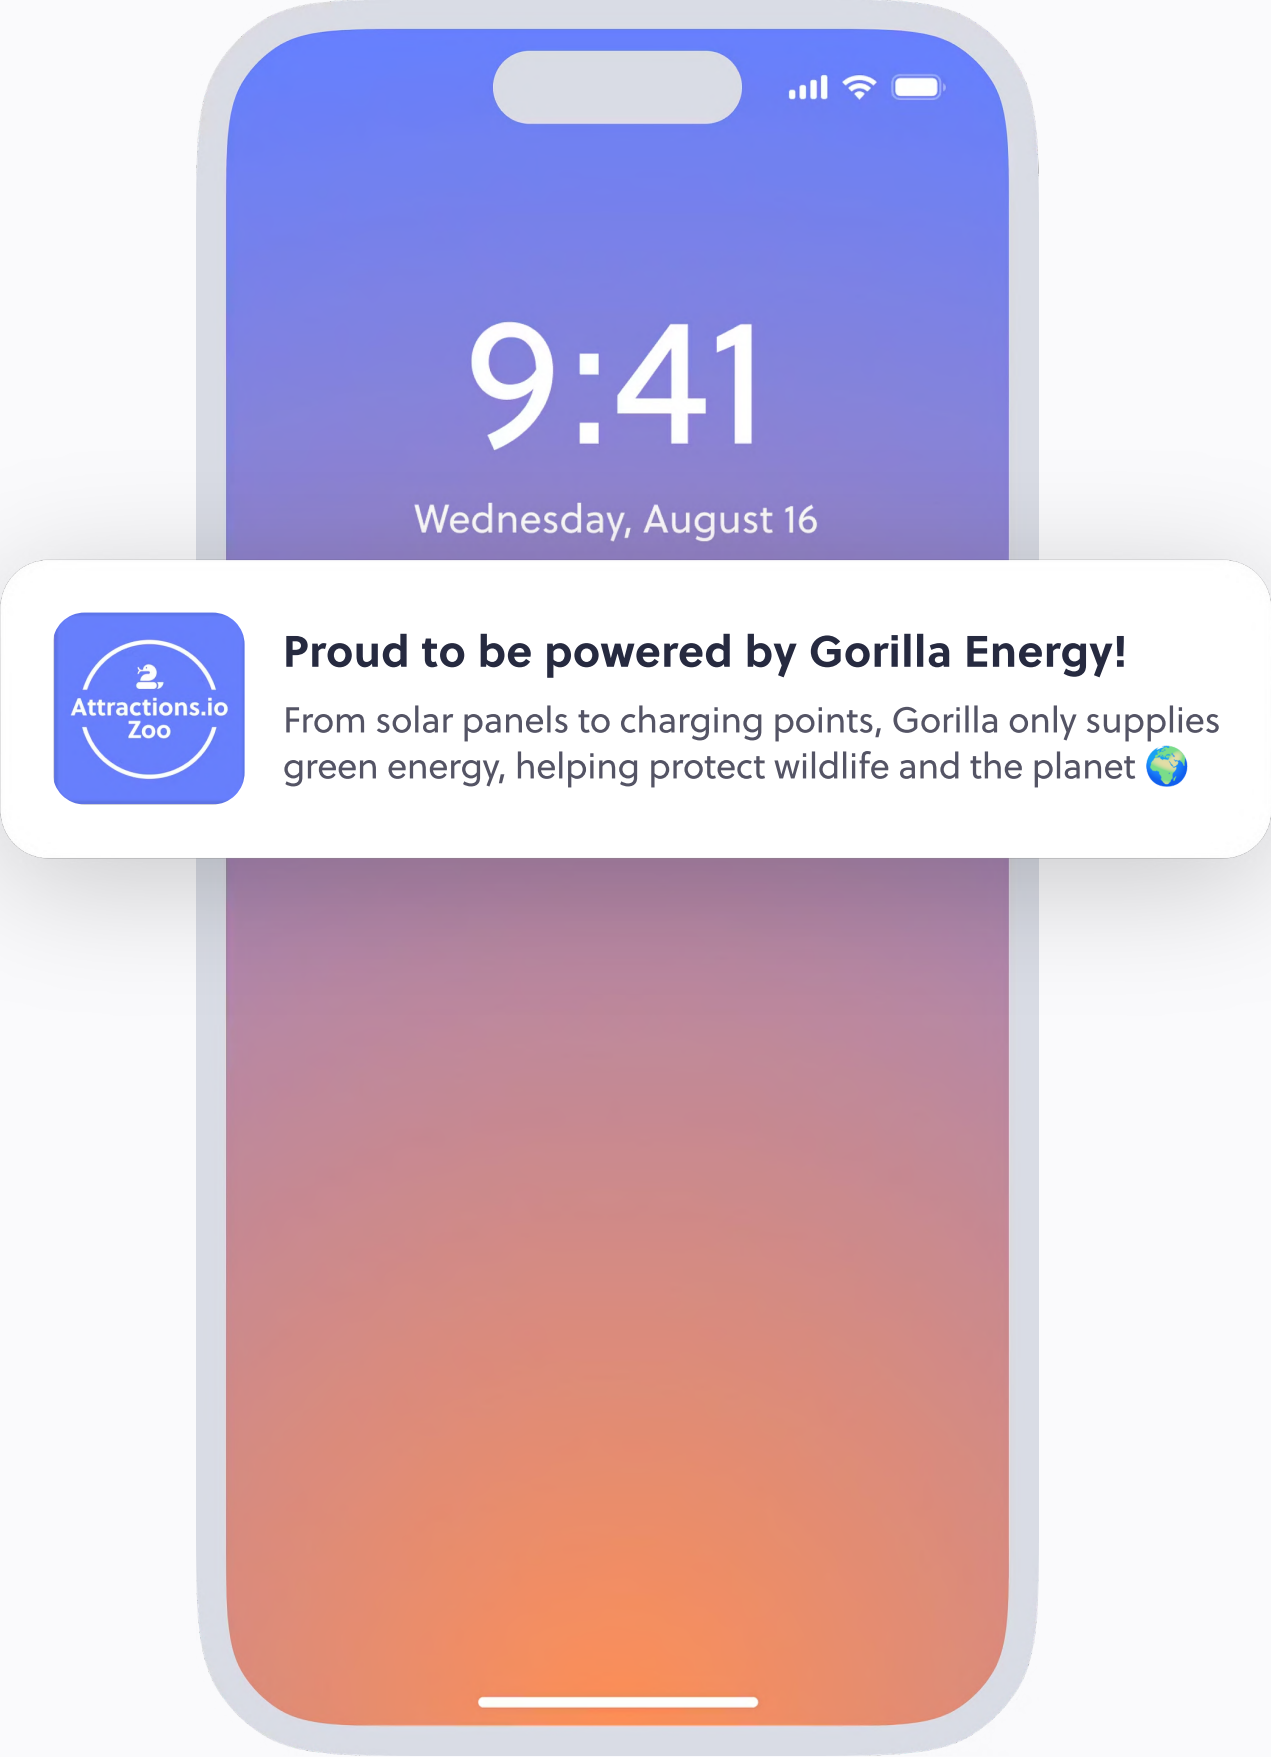 9:41
Wednesday, August 16
Attractions.io
Zoo
Proud to be powered by Gorilla Energy!
From solar panels to charging points, Gorilla only supplies
green energy, helping protect wildlife and the planet 🌍